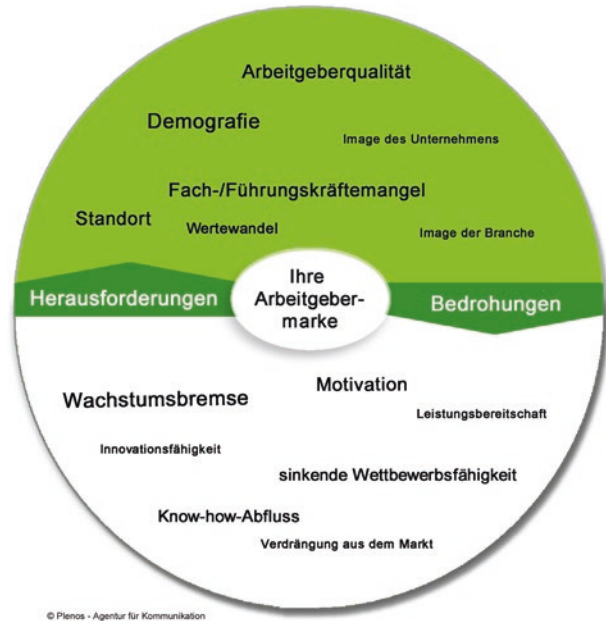 Arbeitgeberqualität
Demografie
Image des Unternehmens
Fach-/Führungskräftemangel
Standort
Wertewandel
Image der Branche
Herausforderungen
Ihre
Arbeitgeber-
marke
Bedrohungen
Motivation
Wachstumsbremse
Leistungsbereitschaft
Innovationsfähigkeit
sinkende Wettbewerbsfähigkeit
Know-how-Abfluss
Verdrängung aus dem Markt
© Plenos - Agentur für Kommunikation